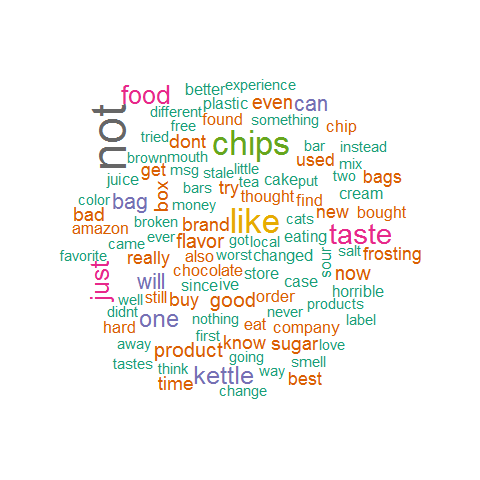 better experience
food plastic even can
different found something
not free chips chip
tried dont bar instead
brown mouth get used mix
juice msg stale little two bags
box bars try tea cake put cream
color bag money thought find
bad broken like cats new bought
amazon brand taste
came ever flavor got local eating sour salt
favorite really also worst changed frosting
just chocolate store now
will since ive case horrible
well still buy good order products
didnt one nothing never label
hard first eat company
away product know sugar love
tastes think going smell
time kettle way best
change